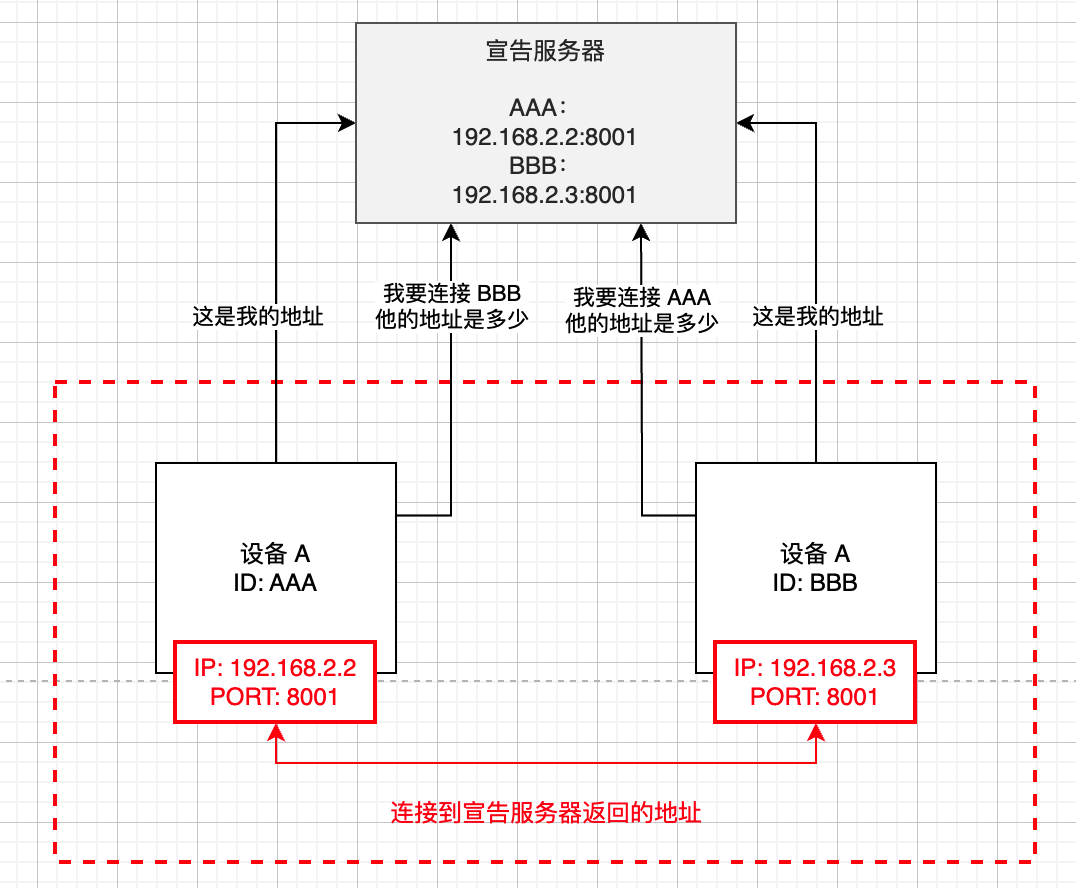 宣告服务器
AAA：
192.168.2.2:8001
BBB：
192.168.2.3:8001
这是我的地址
我要连接 BBB
他的地址是多少
我要连接 AAA
他的地址是多少
这是我的地址
设备 A
ID: AAA
IP: 192.168.2.2
PORT: 8001
设备 A
ID: BBB
IP: 192.168.2.3
PORT: 8001
连接到宣告服务器返回的地址